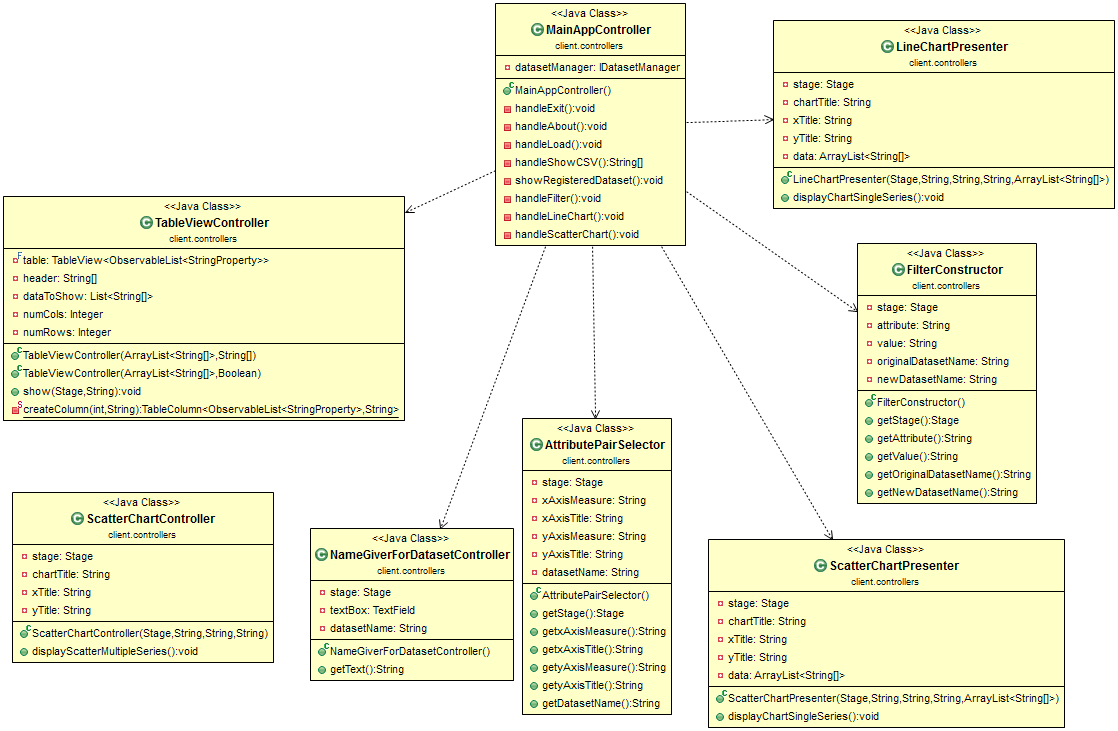 <<Java Class>>
MainAppController
client.controllers
datasetManager: IDatasetManager
MainAppController()
handleExit():void
handleAbout():void
handleLoad():void
handleShowCSV():String[]
showRegisteredDataset():void
handleFilter():void
handleLineChart():void
handleScatterChart():void
<<Java Class>>
LineChartPresenter
client.controllers
stage: Stage
chartTitle: String
xTitle: String
yTitle: String
data: ArrayList<String[]>
LineChartPresenter(Stage,String,String,String,ArrayList<String[]>)
displayChartSingleSeries():void
<<Java Class>>
TableViewController
client.controllers
table: TableView<ObservableList<StringProperty>>
header: String[]
dataToShow: List<String[]>
numCols: Integer
numRows: Integer
TableViewController(ArrayList<String[]>,String[])
TableViewController(ArrayList<String[]>,Boolean)
show(Stage,String):void
createColumn(int,String):TableColumn<ObservableList<StringProperty>,String>
<<Java Class>>
FilterConstructor
client.controllers
stage: Stage
attribute: String
value: String
originalDatasetName: String
newDatasetName: String
FilterConstructor()
getStage():Stage
getAttribute():String
getValue():String
getOriginalDatasetName():String
getNewDatasetName():String
<<Java Class>>
AttributePairSelector
client.controllers
stage: Stage
xAxisMeasure: String
xAxisTitle: String
yAxisMeasure: String
yAxisTitle: String
datasetName: String
AttributePairSelector()
getStage():Stage
getxAxisMeasure():String
getxAxisTitle():String
getyAxisMeasure():String
getyAxisTitle():String
getDatasetName():String
<<Java Class>>
ScatterChartController
client.controllers
stage: Stage
chartTitle: String
xTitle: String
yTitle: String
ScatterChartController(Stage,String,String,String)
displayScatterMultipleSeries():void
<<Java Class>>
NameGiverForDatasetController
client.controllers
stage: Stage
textBox: TextField
datasetName: String
NameGiverForDatasetController()
getText():String
<<Java Class>>
ScatterChartPresenter
client.controllers
stage: Stage
chartTitle: String
xTitle: String
yTitle: String
data: ArrayList<String[]>
ScatterChartPresenter(Stage,String,String,String,ArrayList<String[]>)
displayChartSingleSeries():void